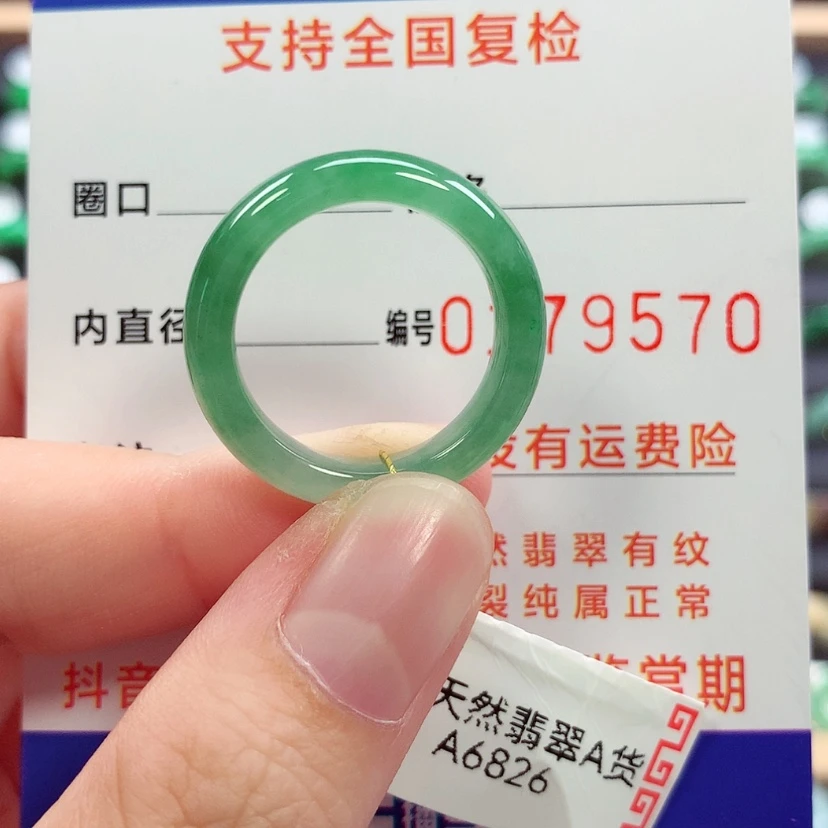 支持全国复检
圈口
内直径
编号0 79570
有运费险
然翡翠有纹
裂纯属正常
抖音 鉴赏期
天然翡翠A货
A6826